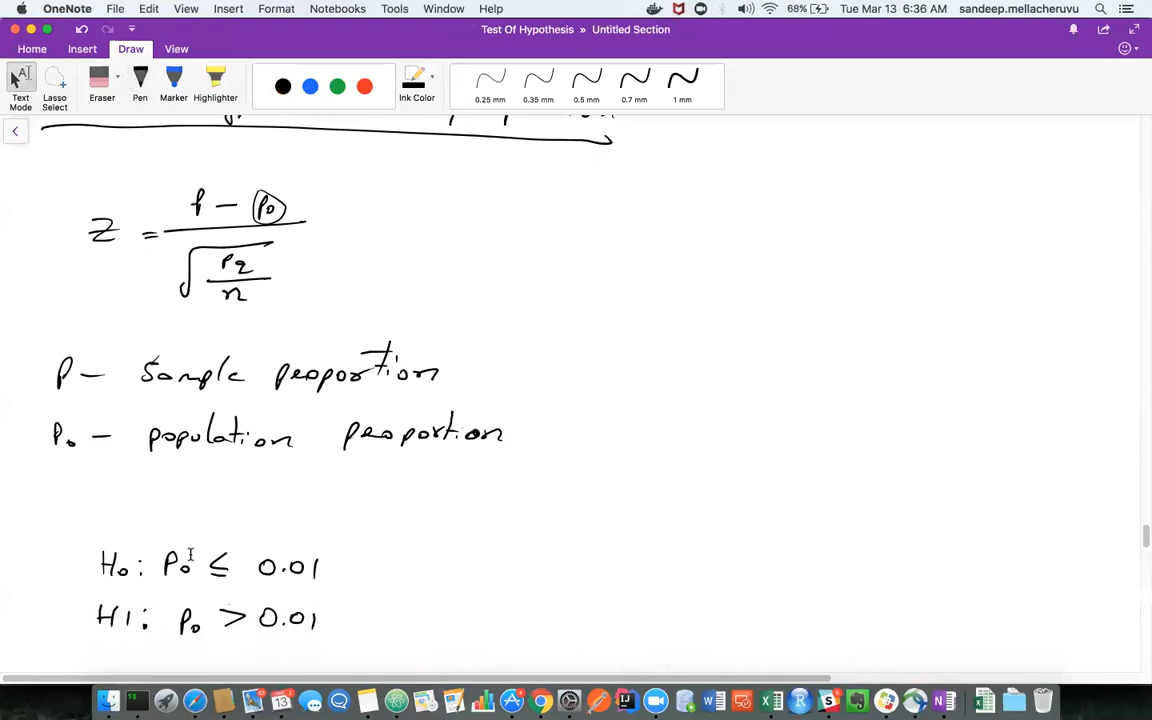 OneNote File Edit View Insert Format Notebooks Tools Window Help 68% Tue Mar 13 6:36 AM sandeep.mellacheruvu
Test Of Hypothesis » Untitled Section
Home Insert Draw View
Text Mode Lasso Select Eraser Pen Marker Highlighter Ink Color 0.25 mm 0.35 mm 0.5 mm 0.7 mm 1 mm
Z = (P - P₀) / √(Pq/n)
P - Sample proportion
P₀ - population proportion
H₀: P₀ ≤ 0.01
H1: P₀ > 0.01